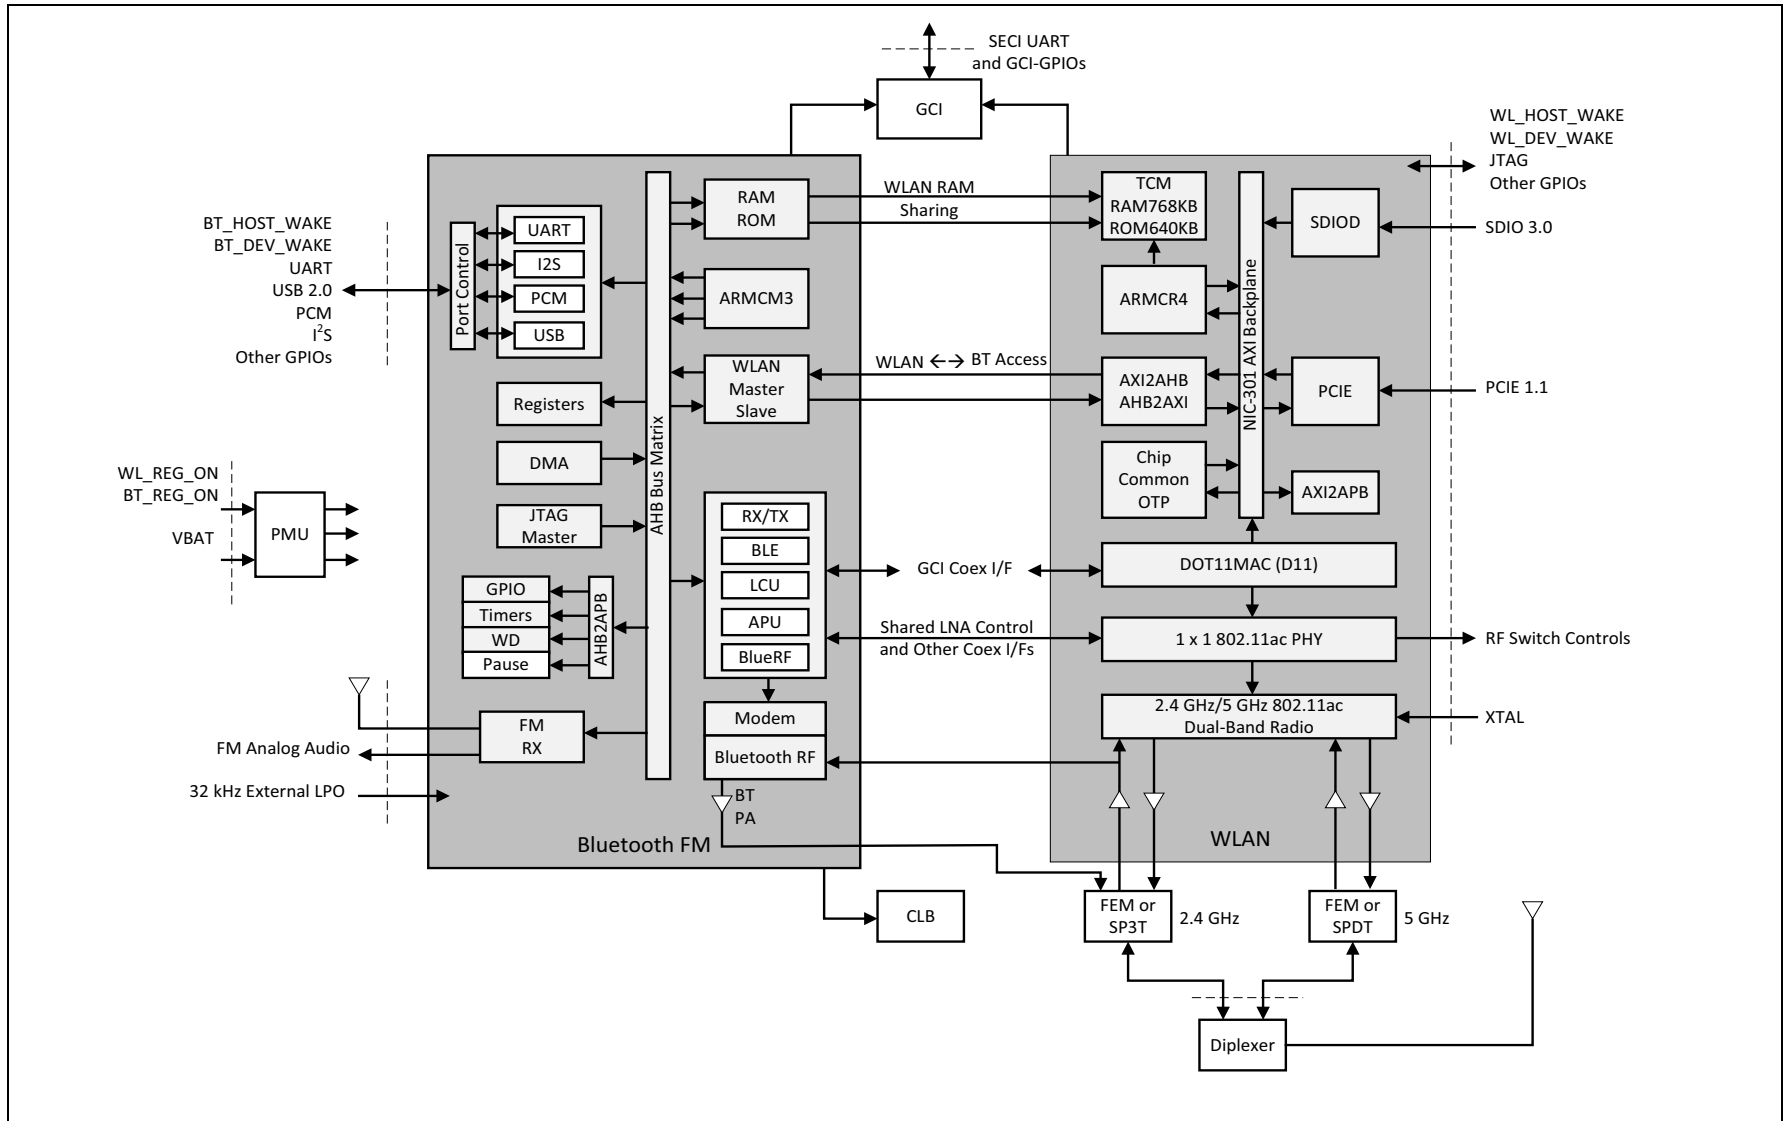 SECI UART
and GCI-GPIOs
GCI
WL_HOST_WAKE
WL_DEV_WAKE
JTAG
Other GPIOs
BT_HOST_WAKE
BT_DEV_WAKE
UART
USB 2.0
PCM
I²S
Other GPIOs
Port Control
UART
I2S
PCM
USB
Registers
DMA
JTAG
Master
GPIO
Timers
WD
Pause
AHB2APB
FM
RX
AHB Bus Matrix
RAM
ROM
ARMCM3
WLAN
Master
Slave
RX/TX
BLE
LCU
APU
BlueRF
Modem
Bluetooth RF
BT
PA
Bluetooth FM
WLAN RAM
Sharing
WLAN <--> BT Access
GCI Coex I/F
Shared LNA Control
and Other Coex I/Fs
TCM
RAM768KB
ROM640KB
ARMCR4
AXI2AHB
AHB2AXI
Chip
Common
OTP
NIC-301 AXI Backplane
SDIOD
PCIE
AXI2APB
DOT11MAC (D11)
1 x 1 802.11ac PHY
2.4 GHz/5 GHz 802.11ac
Dual-Band Radio
WLAN
SDIO 3.0
PCIE 1.1
RF Switch Controls
XTAL
WL_REG_ON
BT_REG_ON
VBAT
PMU
FM Analog Audio
32 kHz External LPO
CLB
FEM or
SP3T
2.4 GHz
FEM or
SPDT
5 GHz
Diplexer